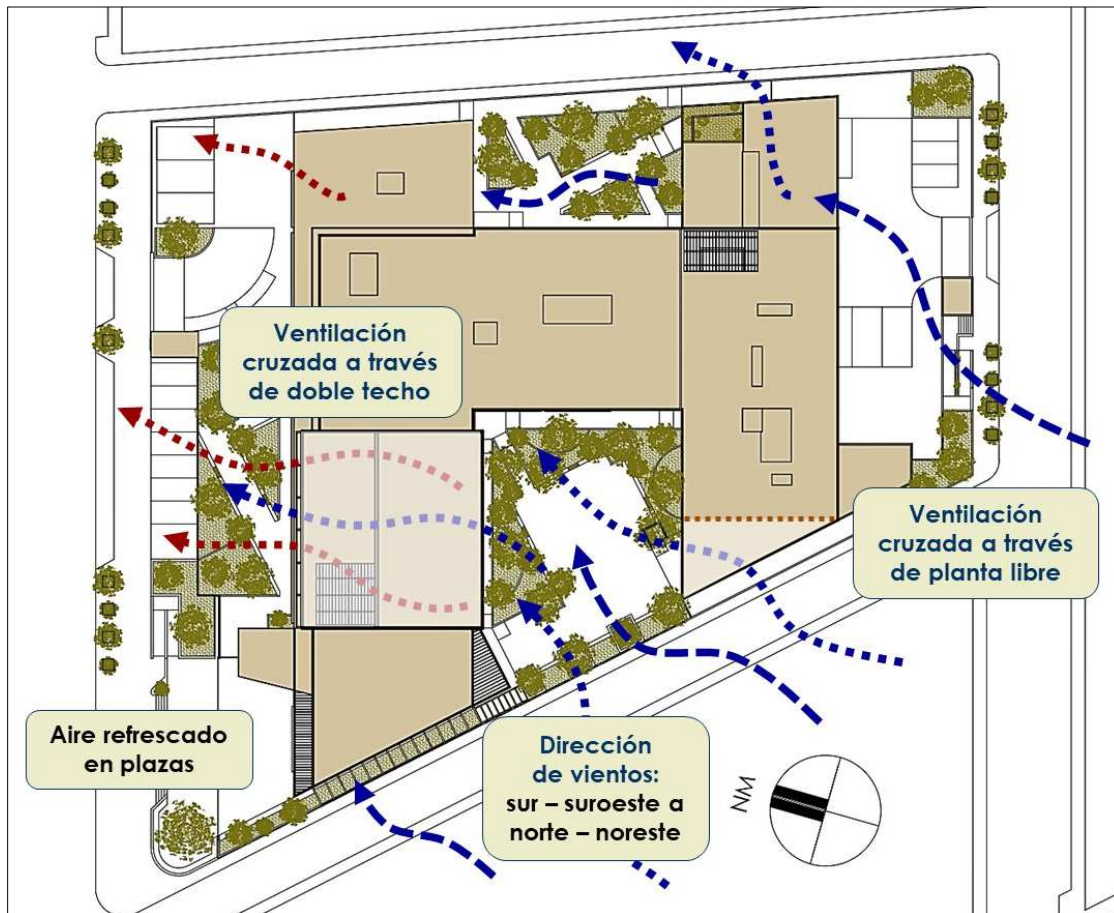 Ventilación
cruzada a través
de doble techo
Ventilación
cruzada a través
de planta libre
Aire refrescado
en plazas
Dirección
de vientos:
sur – suroeste a
norte – noreste
NM